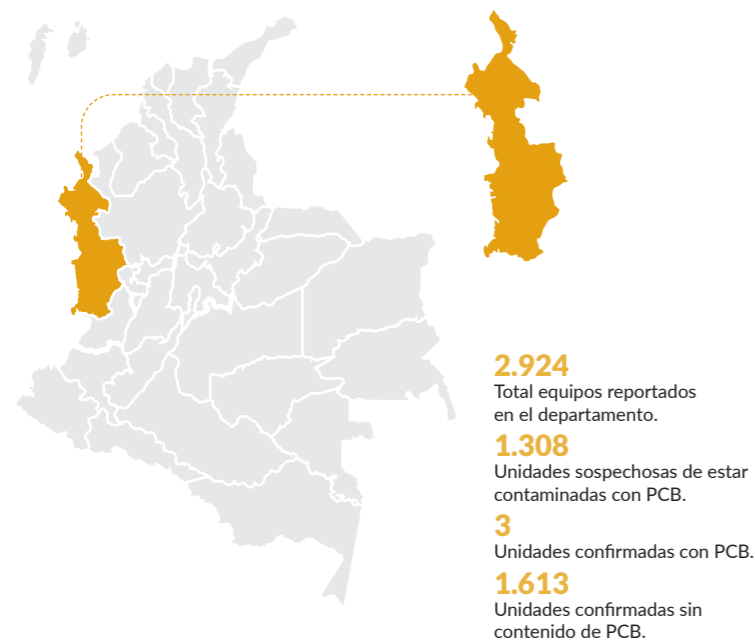 2.924
Total equipos reportados
en el departamento.
1.308
Unidades sospechosas de estar
contaminadas con PCB.
3
Unidades confirmadas con PCB.
1.613
Unidades confirmadas sin
contenido de PCB.